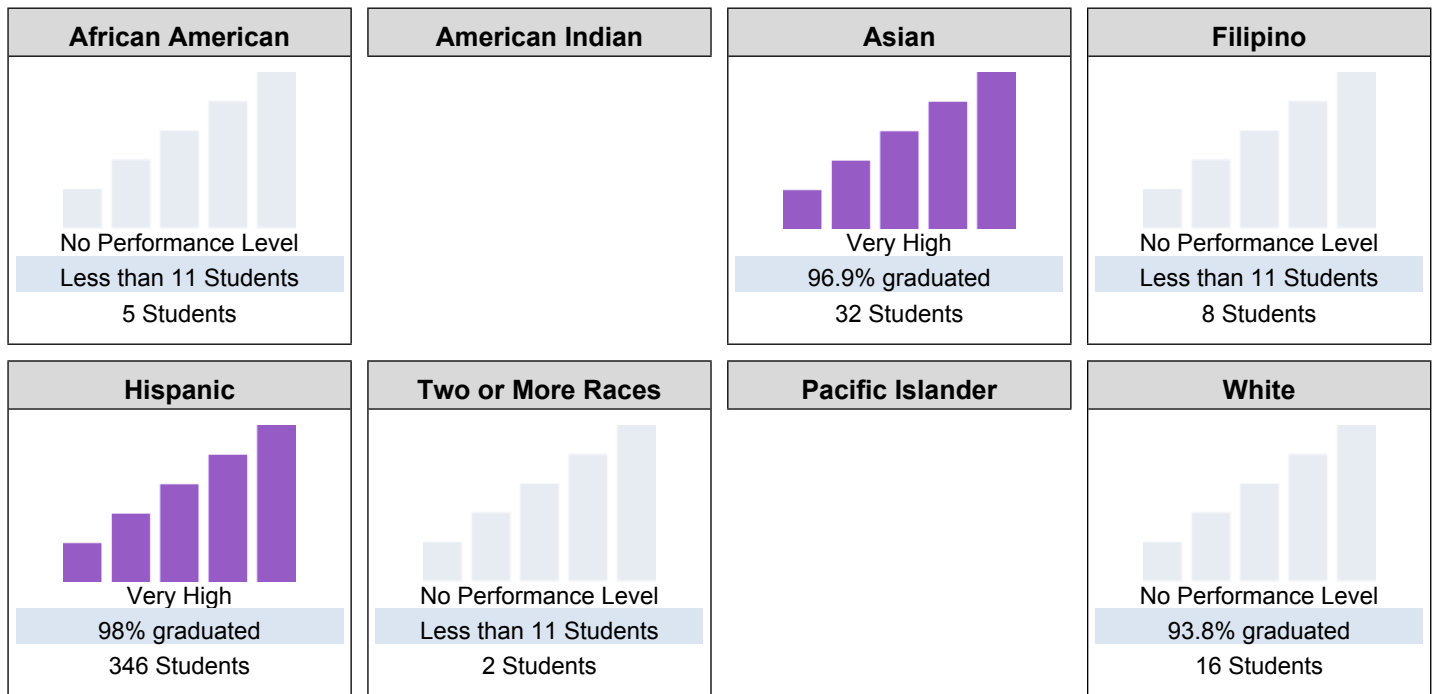 African American
No Performance Level
Less than 11 Students
5 Students
American Indian
Asian
Very High
96.9% graduated
32 Students
Filipino
No Performance Level
Less than 11 Students
8 Students
Hispanic
Very High
98% graduated
346 Students
Two or More Races
No Performance Level
Less than 11 Students
2 Students
Pacific Islander
White
No Performance Level
93.8% graduated
16 Students